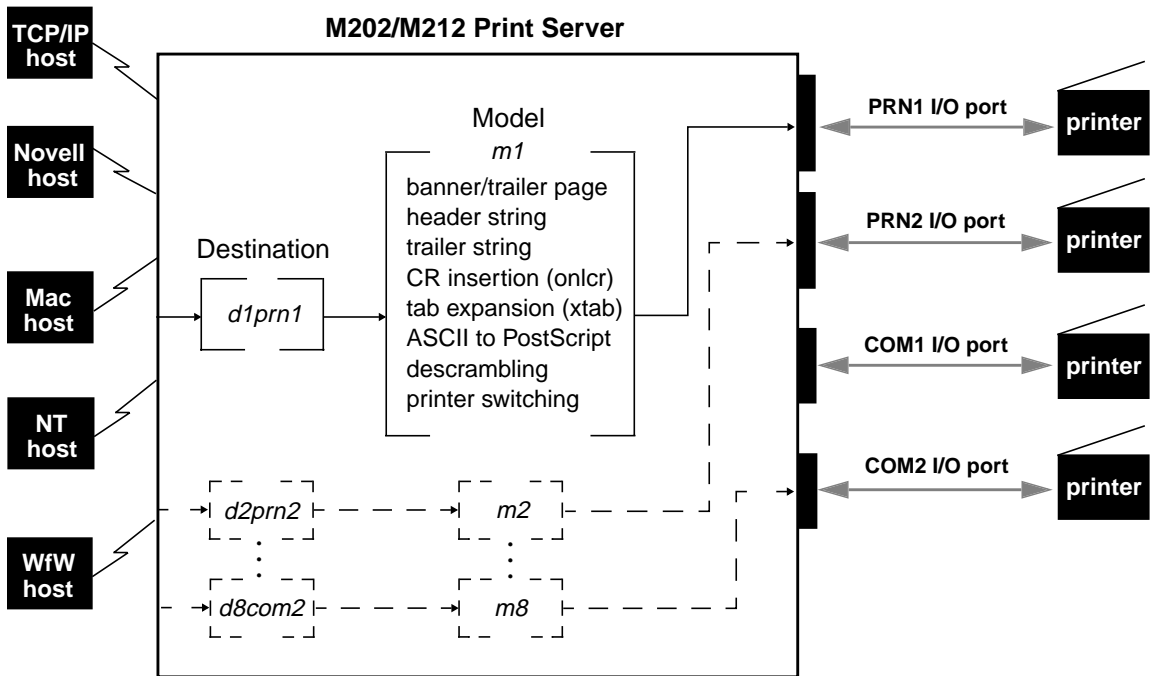 M202/M212 Print Server
TCP/IP
host
Novell
host
Mac
host
NT
host
WfW
host
Destination
d1prn1
Model
m1
banner/trailer page
header string
trailer string
CR insertion (onlcr)
tab expansion (xtab)
ASCII to PostScript
descrambling
printer switching
d2prn2
m2
d8com2
m8
PRN1 I/O port
printer
PRN2 I/O port
printer
COM1 I/O port
printer
COM2 I/O port
printer